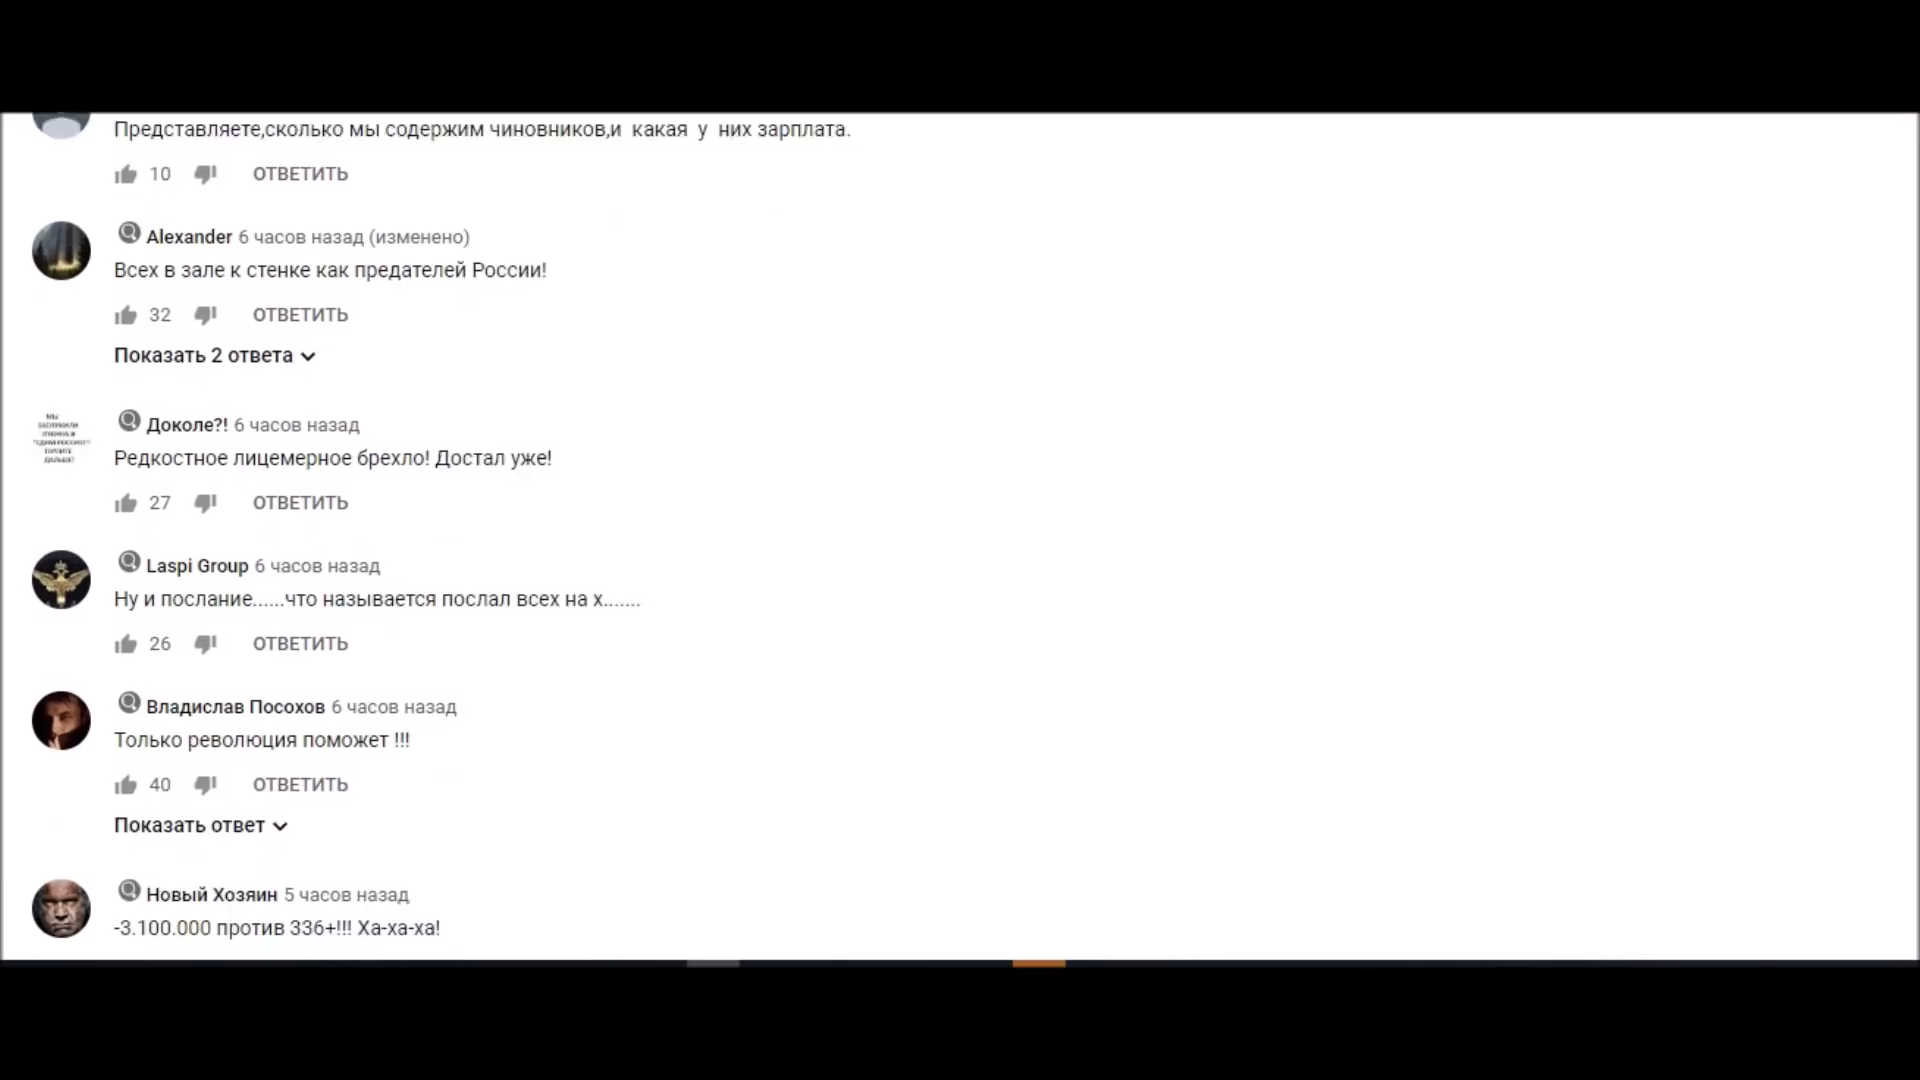 Представляете,сколько мы содержим чиновников,и какая у них зарплата.
10 ОТВЕТИТЬ
Alexander 6 часов назад (изменено)
Всех в зале к стенке как предателей России!
32 ОТВЕТИТЬ
Показать 2 ответа
Доколе?! 6 часов назад
Редкостное лицемерное брехло! Достал уже!
27 ОТВЕТИТЬ
Laspi Group 6 часов назад
Ну и послание......что называется послал всех на х.......
26 ОТВЕТИТЬ
Владислав Посохов 6 часов назад
Только революция поможет !!!
40 ОТВЕТИТЬ
Показать ответ
Новый Хозяин 5 часов назад
-3.100.000 против 336+!!! Ха-ха-ха!